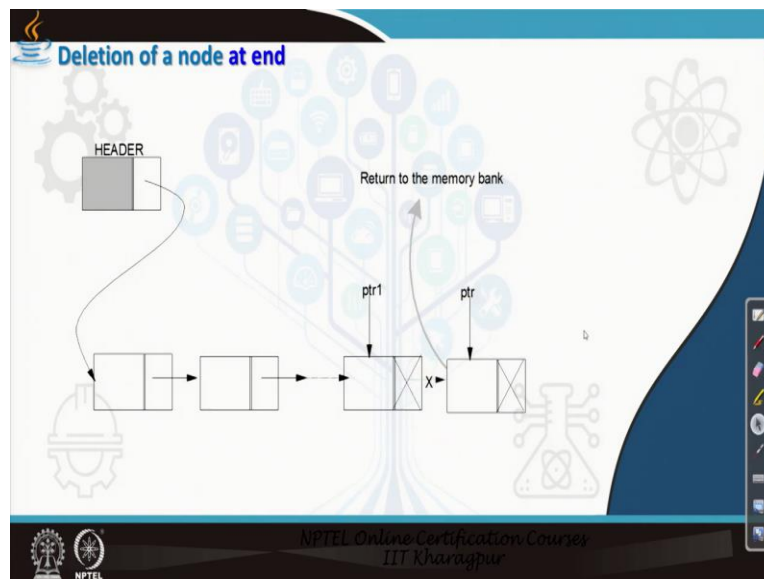 Deletion of a node at end
HEADER
Return to the memory bank
ptr1
ptr
X
NPTEL Online Certification Courses
IIT Kharagpur
NPTEL